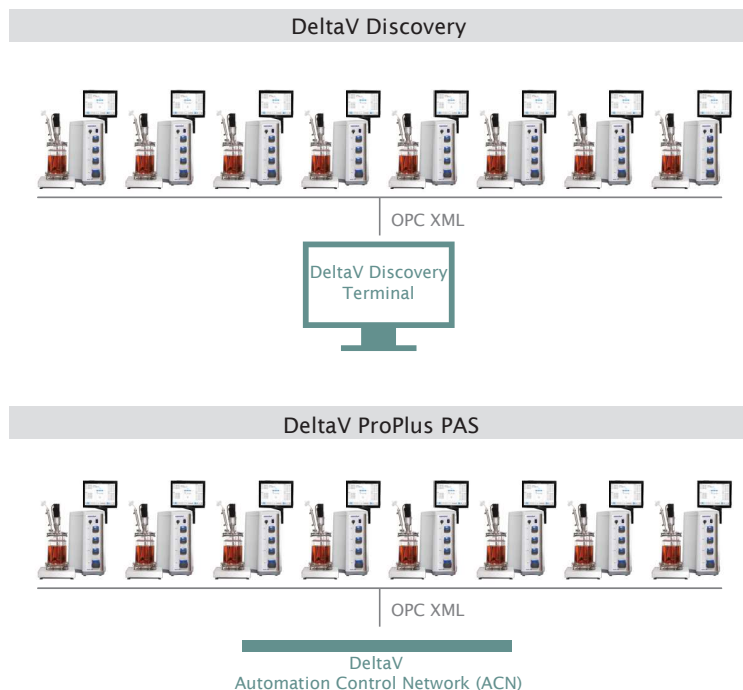 DeltaV Discovery
OPC XML
DeltaV Discovery
Terminal
DeltaV ProPlus PAS
OPC XML
DeltaV
Automation Control Network (ACN)